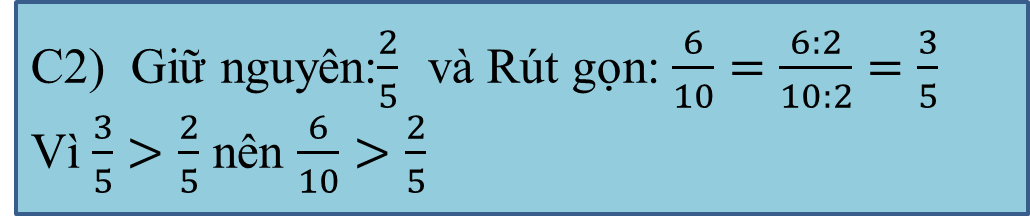 C2) Giữ nguyên: 2/5 và Rút gọn: 6/10 = 6:2/10:2 = 3/5
Vì 3/5 > 2/5 nên 6/10 > 2/5